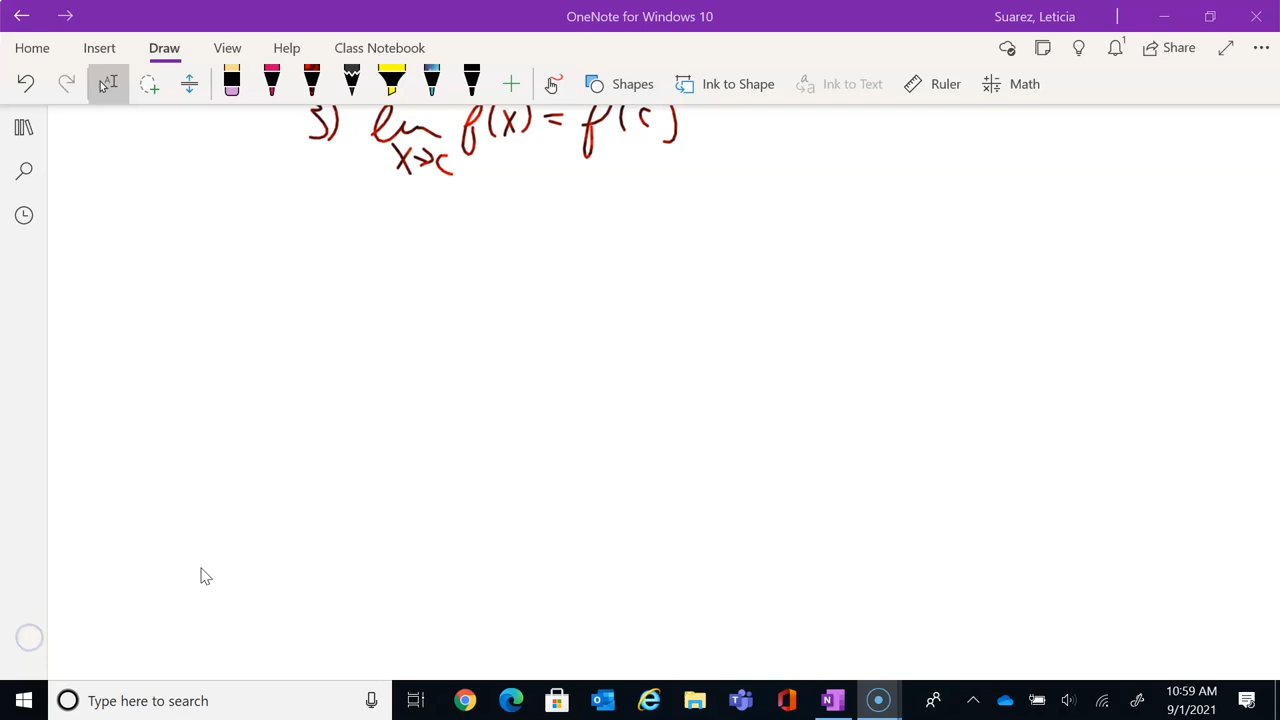 OneNote for Windows 10
Suarez, Leticia
Home Insert Draw View Help Class Notebook
1
Share
Shapes Ink to Shape Ink to Text Ruler Math
3) lim f(x) = f(c)
x→c
Type here to search
10:59 AM
9/1/2021